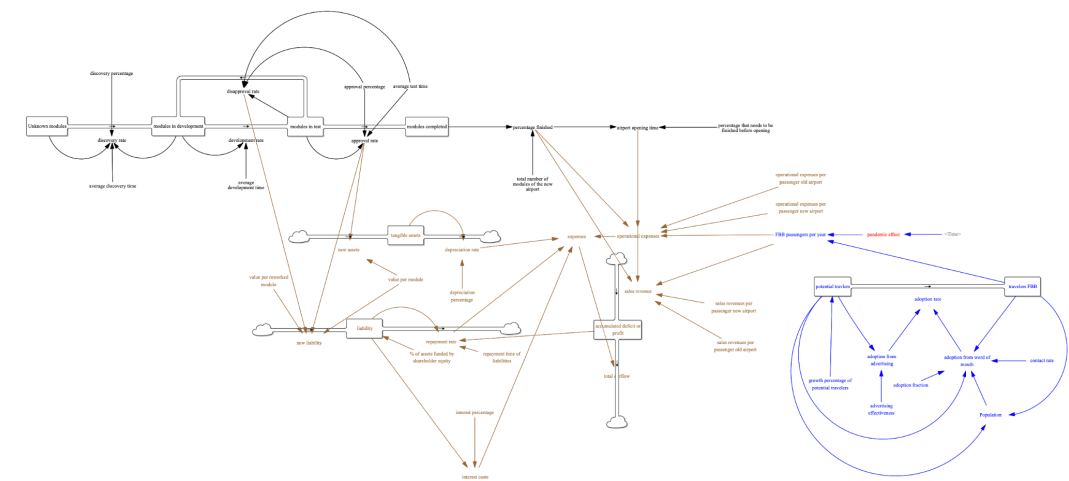 discovery percentage
disapproval rate
approval percentage
average test time
Unknown modules
modules in development
modules in test
modules completed
discovery rate
development rate
approval rate
percentage finished
airport opening time
percentage that needs to be
finished before opening
average discovery time
average
development time
total number of
modules of the new
airport
operational expenses per
passenger old airport
operational expenses per
passenger new airport
tangible assets
new assets
depreciation rate
expenses
operational expenses
FBB passengers per year
pandemic effect
<Time>
value per reworked
module
value per module
depreciation
percentage
sales revenue
sales revenues per
passenger new airport
sales revenues per
passenger old airport
potential travelers
travelers FBB
adoption rate
liability
new liability
repayment rate
accumulated deficit or
profit
% of assets funded by
shareholder equity
repayment time of
liabilities
total outflow
adoption from
advertising
adoption from word of
mouth
contact rate
growth percentage of
potential travelers
adoption fraction
advertising
effectiveness
Population
interest percentage
interest costs